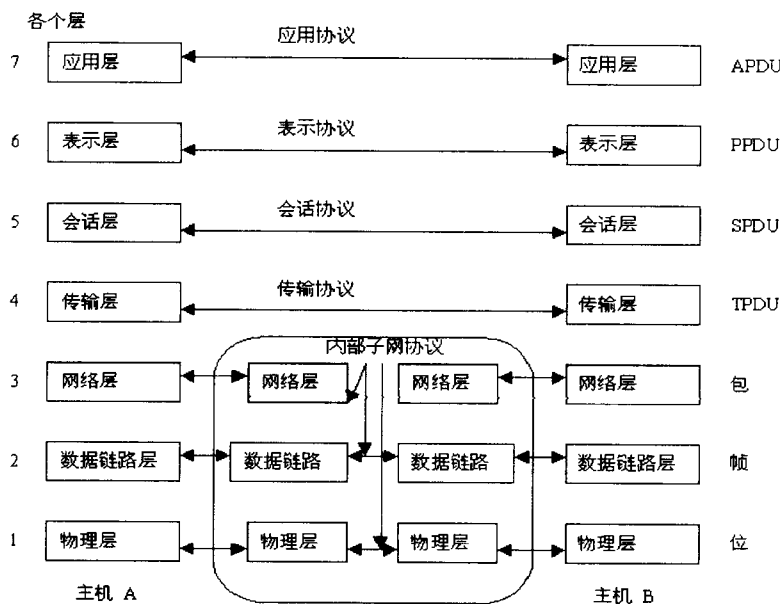 各个层
应用协议
7 应用层 应用层 APDU
表示协议
6 表示层 表示层 PPDU
会话协议
5 会话层 会话层 SPDU
传输协议
4 传输层 传输层 TPDU
内部子网协议
3 网络层 网络层 网络层 网络层 包
2 数据链路层 数据链路 数据链路 数据链路层 帧
1 物理层 物理层 物理层 物理层 位
主机 A 主机 B